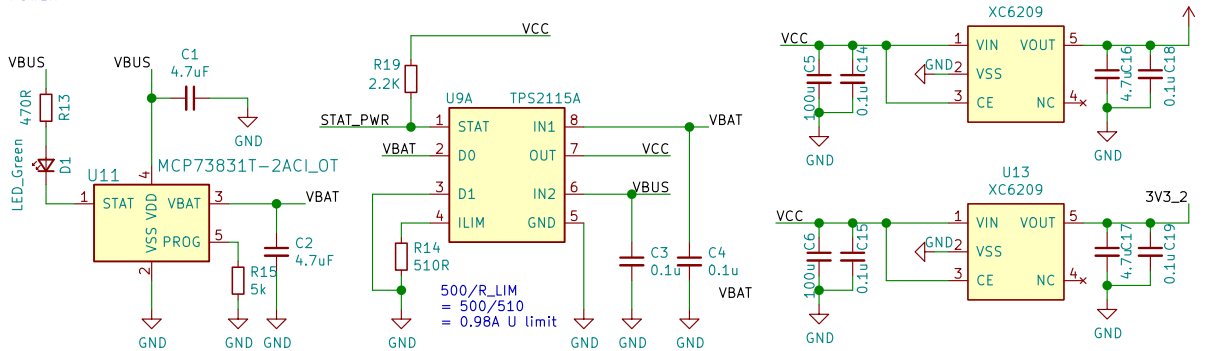 VBUS
470R
R13
LED_Green
D1
VBUS
C1
4.7uF
GND
MCP73831T-2ACI_OT
U11
4
1
STAT
VDD
VBAT
3
VBAT
VSS
PROG
5
2
R15
5k
C2
4.7uF
GND
GND
GND
VCC
R19
2.2K
U9A
TPS2115A
STAT_PWR
1
STAT
IN1
8
VBAT
VBAT
2
D0
OUT
7
VCC
3
D1
IN2
6
VBUS
4
ILIM
GND
5
R14
510R
C3
0.1u
C4
0.1u
500/R_LIM
= 500/510
= 0.98A U limit
VBAT
GND
GND
GND
GND
XC6209
VCC
1
VIN
VOUT
5
GND
2
VSS
3
CE
NC
4
C5
100u
C14
0.1u
C16
4.7u
C18
0.1u
GND
GND
U13
XC6209
VCC
1
VIN
VOUT
5
3V3_2
GND
2
VSS
3
CE
NC
4
C6
100u
C15
0.1u
C17
4.7u
C19
0.1u
GND
GND